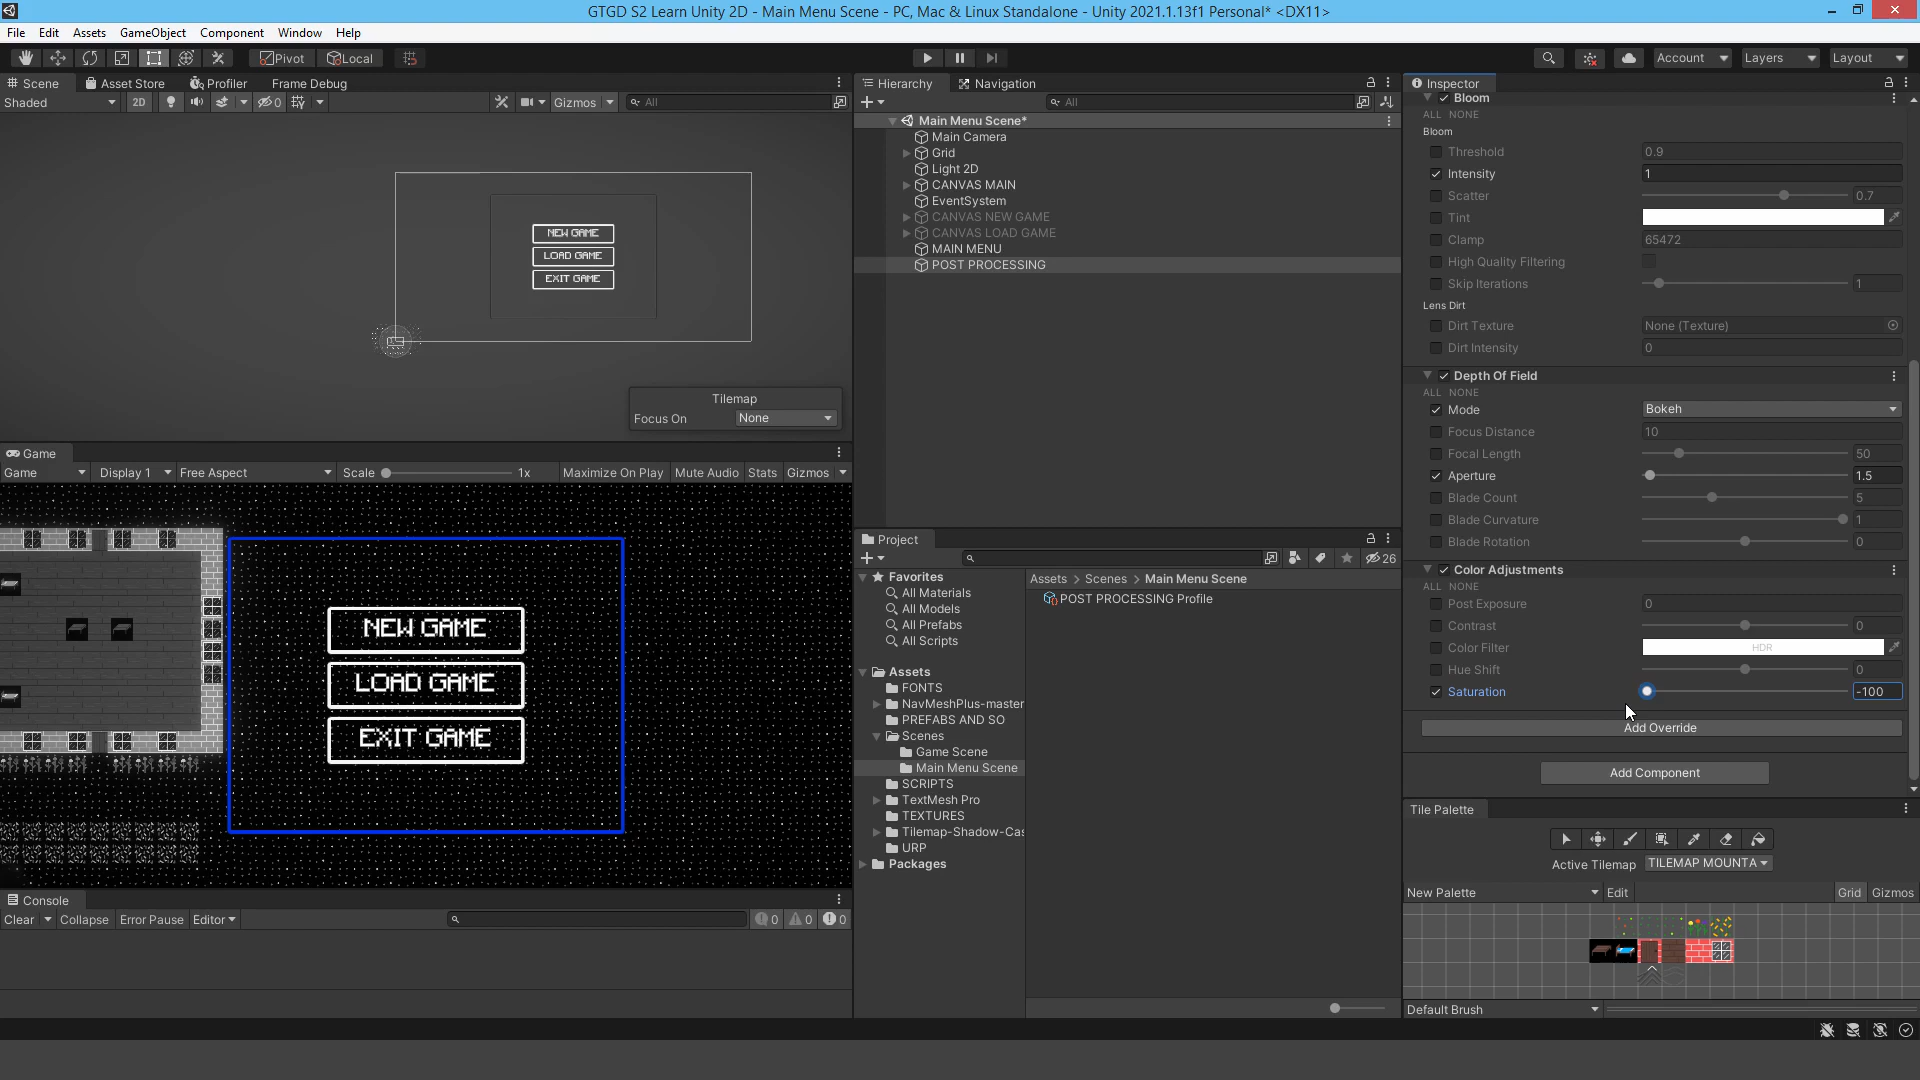 GTGD S2 Learn Unity 2D - Main Menu Scene - PC, Mac & Linux Standalone - Unity 2021.1.13f1 Personal* <DX11>
File Edit Assets GameObject Component Window Help
Pivot Local Account Layers Layout
Scene Asset Store Profiler Frame Debug
Shaded 2D 0 Gizmos All
NEW GAME
LOAD GAME
EXIT GAME
Tilemap
Focus On None
Game
Game Display 1 Free Aspect Scale 1x Maximize On Play Mute Audio Stats Gizmos
NEW GAME
LOAD GAME
EXIT GAME
Console
Clear Collapse Error Pause Editor 0 0 0
Hierarchy Navigation
All
Main Menu Scene*
Main Camera
Grid
Light 2D
CANVAS MAIN
EventSystem
CANVAS NEW GAME
CANVAS LOAD GAME
MAIN MENU
POST PROCESSING
Project
26
Favorites
All Materials
All Models
All Prefabs
All Scripts
Assets
FONTS
NavMeshPlus-master
PREFABS AND SO
Scenes
Game Scene
Main Menu Scene
SCRIPTS
TextMesh Pro
TEXTURES
Tilemap-Shadow-Cas
URP
Packages
Assets > Scenes > Main Menu Scene
POST PROCESSING Profile
Inspector
Bloom
ALL NONE
Bloom
Threshold 0.9
Intensity 1
Scatter 0.7
Tint
Clamp 65472
High Quality Filtering
Skip Iterations 1
Lens Dirt
Dirt Texture None (Texture)
Dirt Intensity 0
Depth Of Field
ALL NONE
Mode Bokeh
Focus Distance 10
Focal Length 50
Aperture 1.5
Blade Count 5
Blade Curvature 1
Blade Rotation 0
Color Adjustments
ALL NONE
Post Exposure 0
Contrast 0
Color Filter HDR
Hue Shift 0
Saturation -100
Add Override
Add Component
Tile Palette
Active Tilemap TILEMAP MOUNTA
New Palette Edit Grid Gizmos
Default Brush